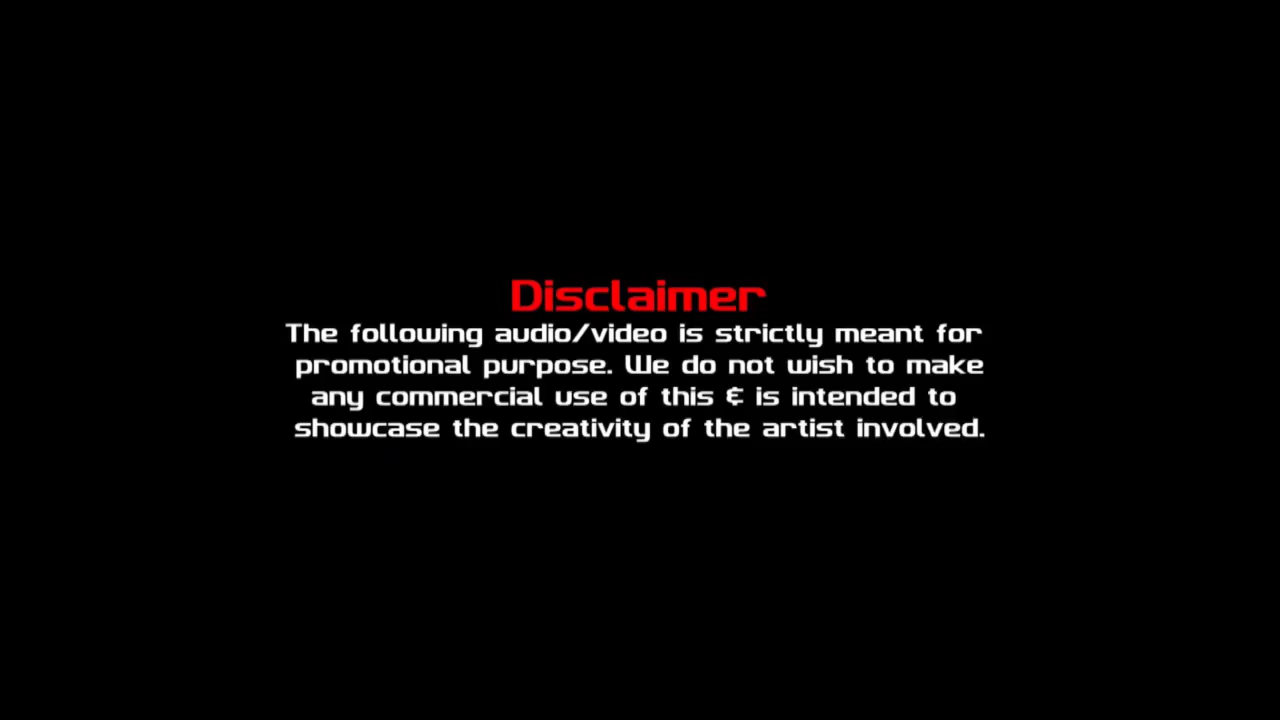 Disclaimer
The following audio/video is strictly meant for
promotional purpose. We do not wish to make
any commercial use of this & is intended to
showcase the creativity of the artist involved.